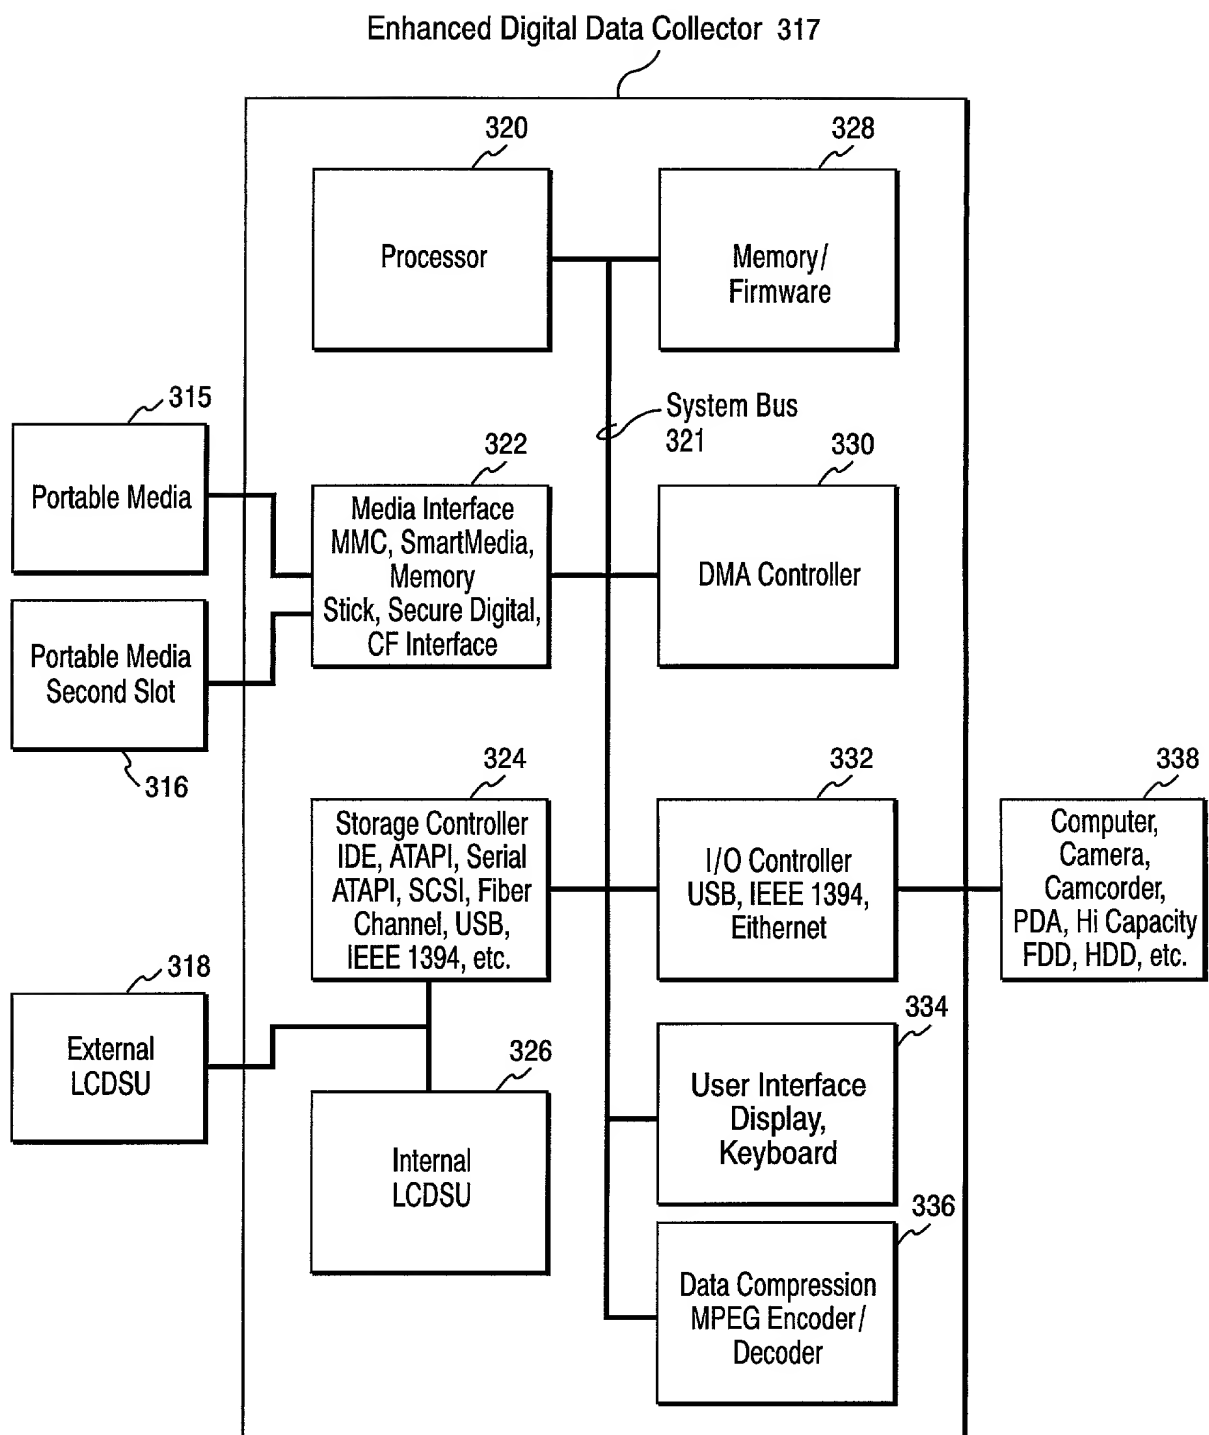 Enhanced Digital Data Collector 317
320
328
Processor
Memory/
Firmware
315
System Bus
321
322
330
Portable Media
Media Interface
MMC, SmartMedia,
Memory
Stick, Secure Digital,
CF Interface
DMA Controller
Portable Media
Second Slot
316
324
332
338
Storage Controller
IDE, ATAPI, Serial
ATAPI, SCSI, Fiber
Channel, USB,
IEEE 1394, etc.
I/O Controller
USB, IEEE 1394,
Eithernet
Computer,
Camera,
Camcorder,
PDA, Hi Capacity
FDD, HDD, etc.
318
External
LCDSU
326
334
Internal
LCDSU
User Interface
Display,
Keyboard
336
Data Compression
MPEG Encoder/
Decoder